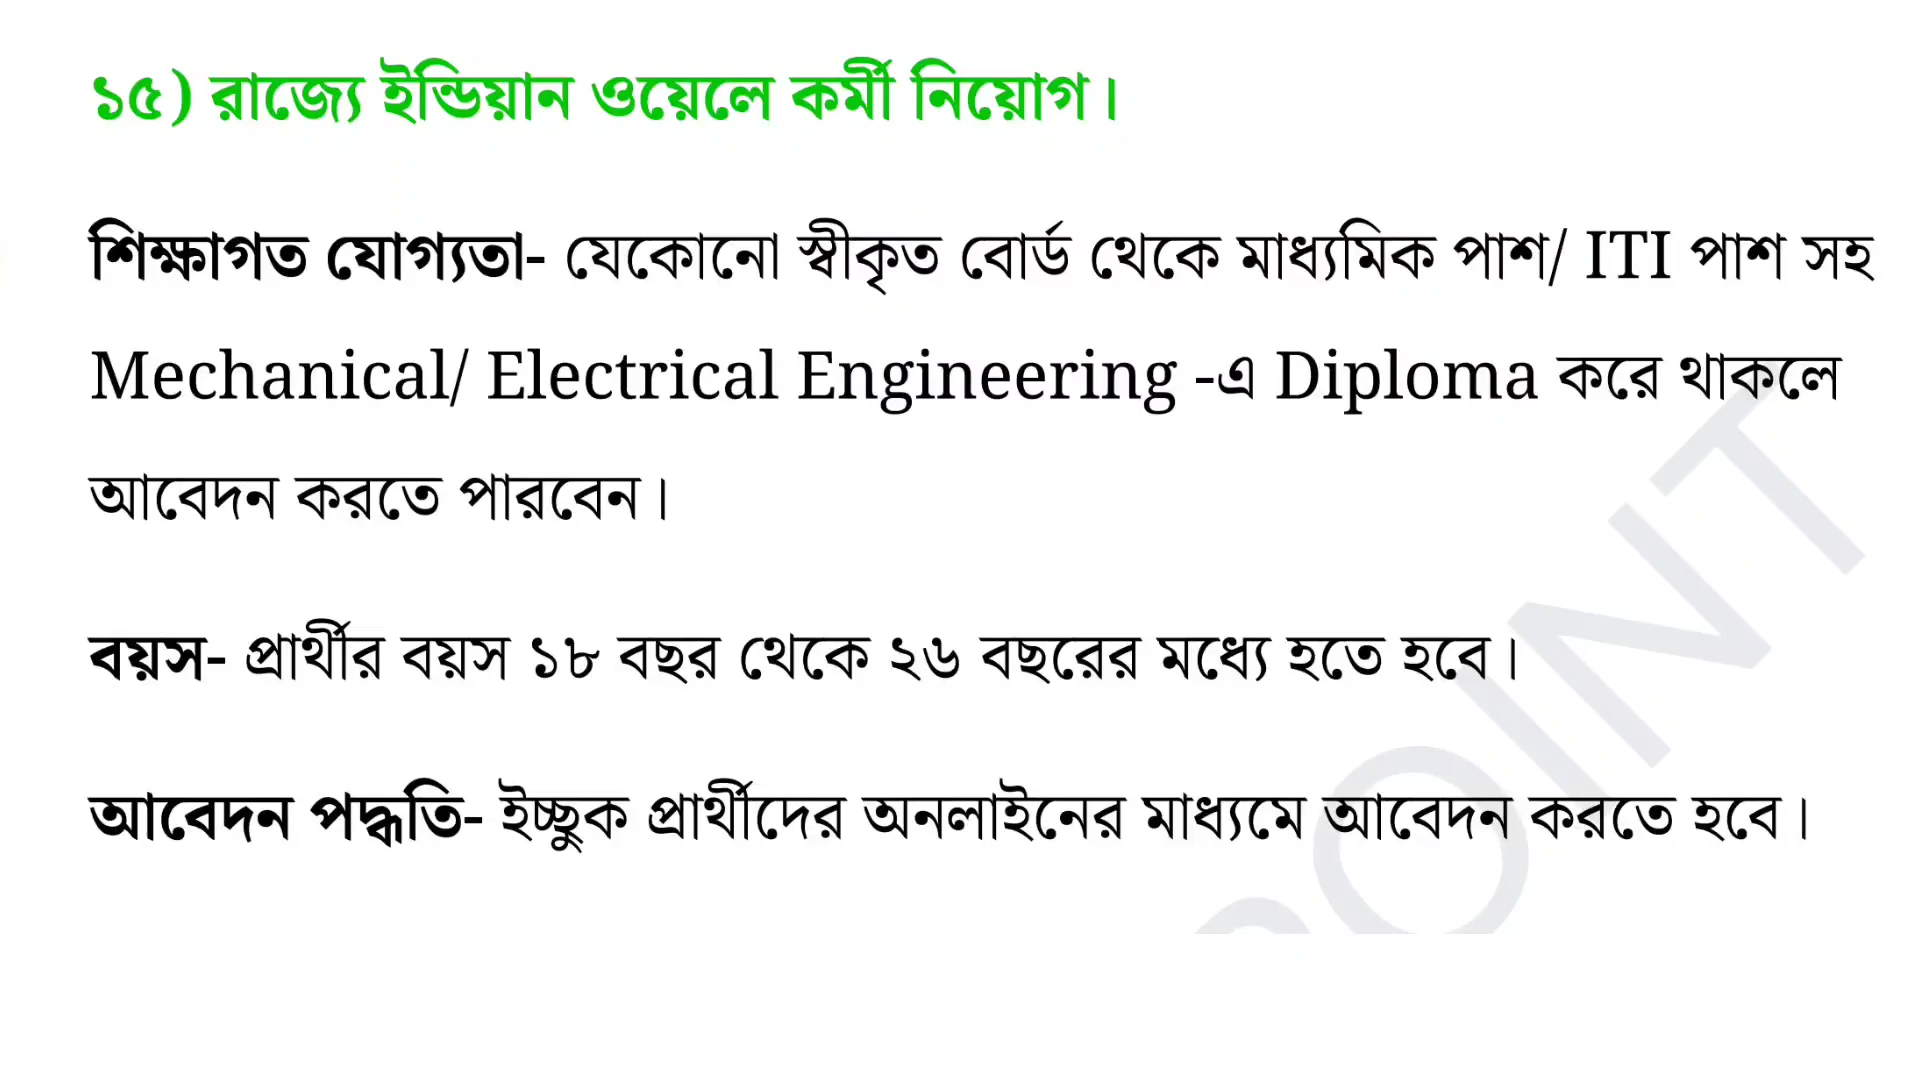 ১৫) রাজ্যে ইন্ডিয়ান ওয়েলে কর্মী নিয়োগ।
শিক্ষাগত যোগ্যতা- যেকোনো স্বীকৃত বোর্ড থেকে মাধ্যমিক পাশ/ ITI পাশ সহ
Mechanical/ Electrical Engineering -এ Diploma করে থাকলে
আবেদন করতে পারবেন।
বয়স- প্রার্থীর বয়স ১৮ বছর থেকে ২৬ বছরের মধ্যে হতে হবে।
আবেদন পদ্ধতি- ইচ্ছুক প্রার্থীদের অনলাইনের মাধ্যমে আবেদন করতে হবে।
POINT